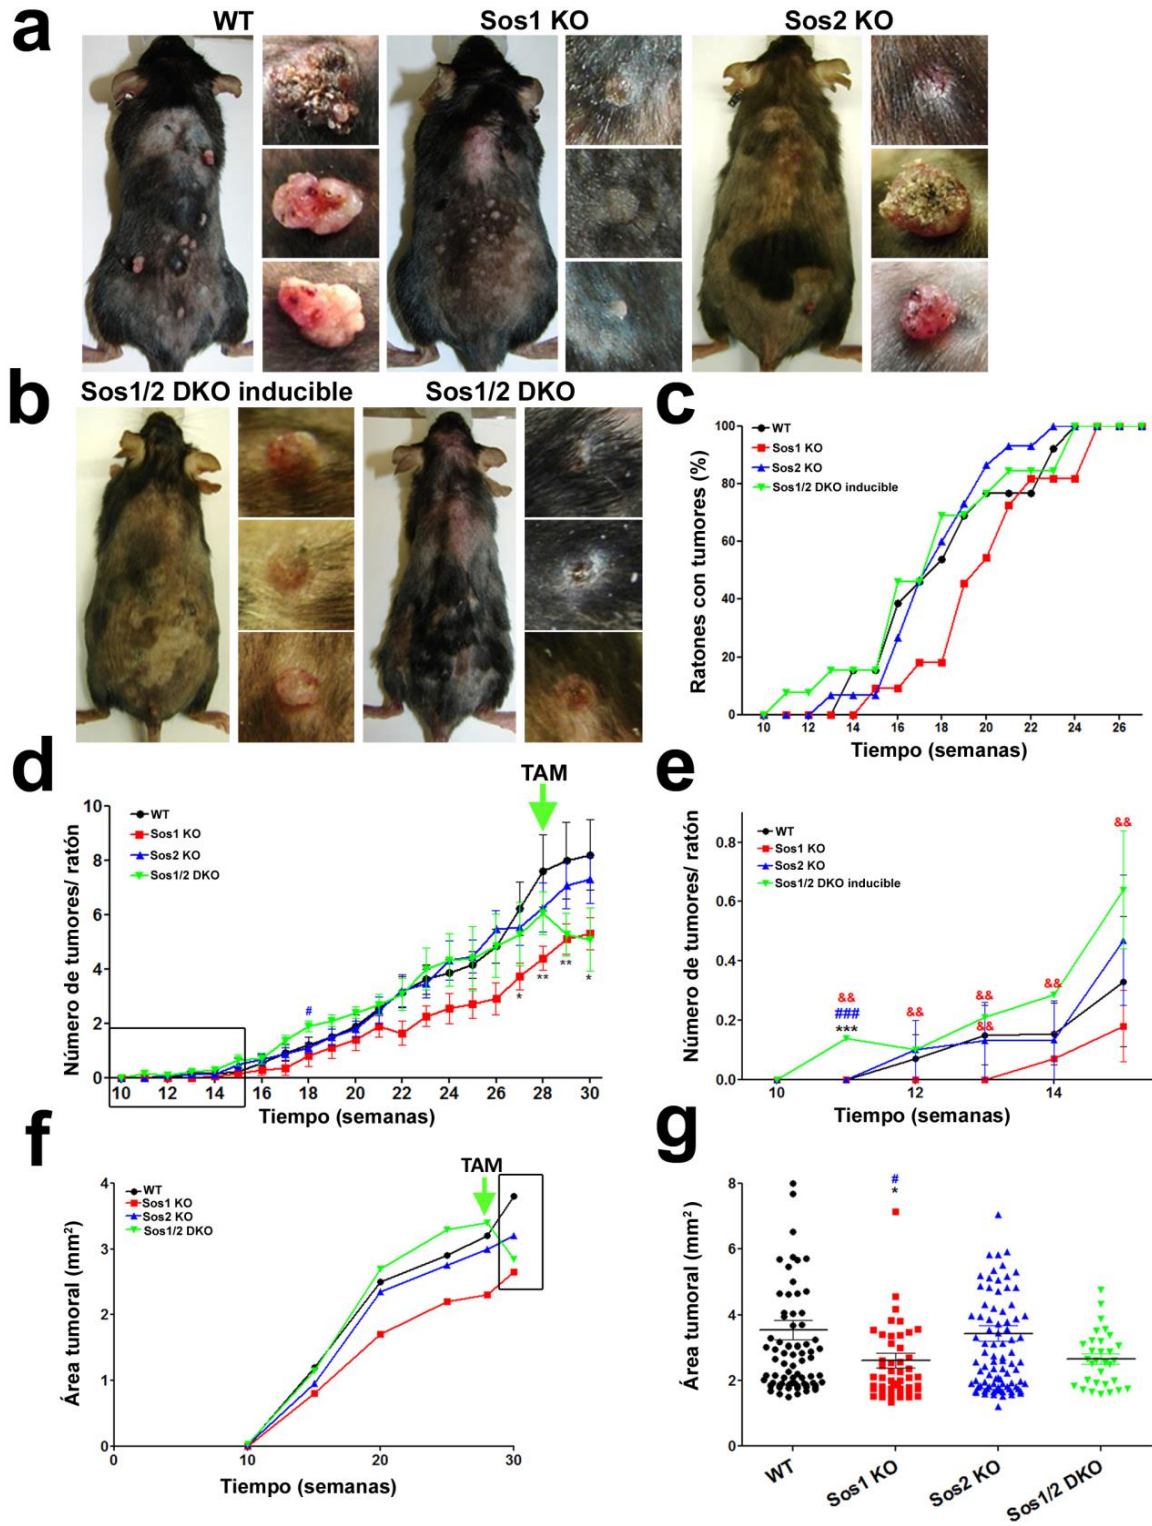 a
WT
Sos1 KO
Sos2 KO
b
Sos1/2 DKO inducible
Sos1/2 DKO
c
100
80
60
40
20
0
Ratones con tumores (%)
WT
Sos1 KO
Sos2 KO
Sos1/2 DKO inducible
10 12 14 16 18 20 22 24 26
Tiempo (semanas)
d
TAM
10
8
6
4
2
0
Número de tumores/ ratón
WT
Sos1 KO
Sos2 KO
Sos1/2 DKO
#
* ** ** *
10 12 14 16 18 20 22 24 26 28 30
Tiempo (semanas)
e
0.8
0.6
0.4
0.2
0.0
Número de tumores/ ratón
WT
Sos1 KO
Sos2 KO
Sos1/2 DKO inducible
&&
###
***
&&
&&
&&
&&
&&
10 12 14
Tiempo (semanas)
f
TAM
4
3
2
1
0
Área tumoral (mm²)
WT
Sos1 KO
Sos2 KO
Sos1/2 DKO
0 10 20 30
Tiempo (semanas)
g
8
6
4
2
0
Área tumoral (mm²)
#
*
WT
Sos1 KO
Sos2 KO
Sos1/2 DKO